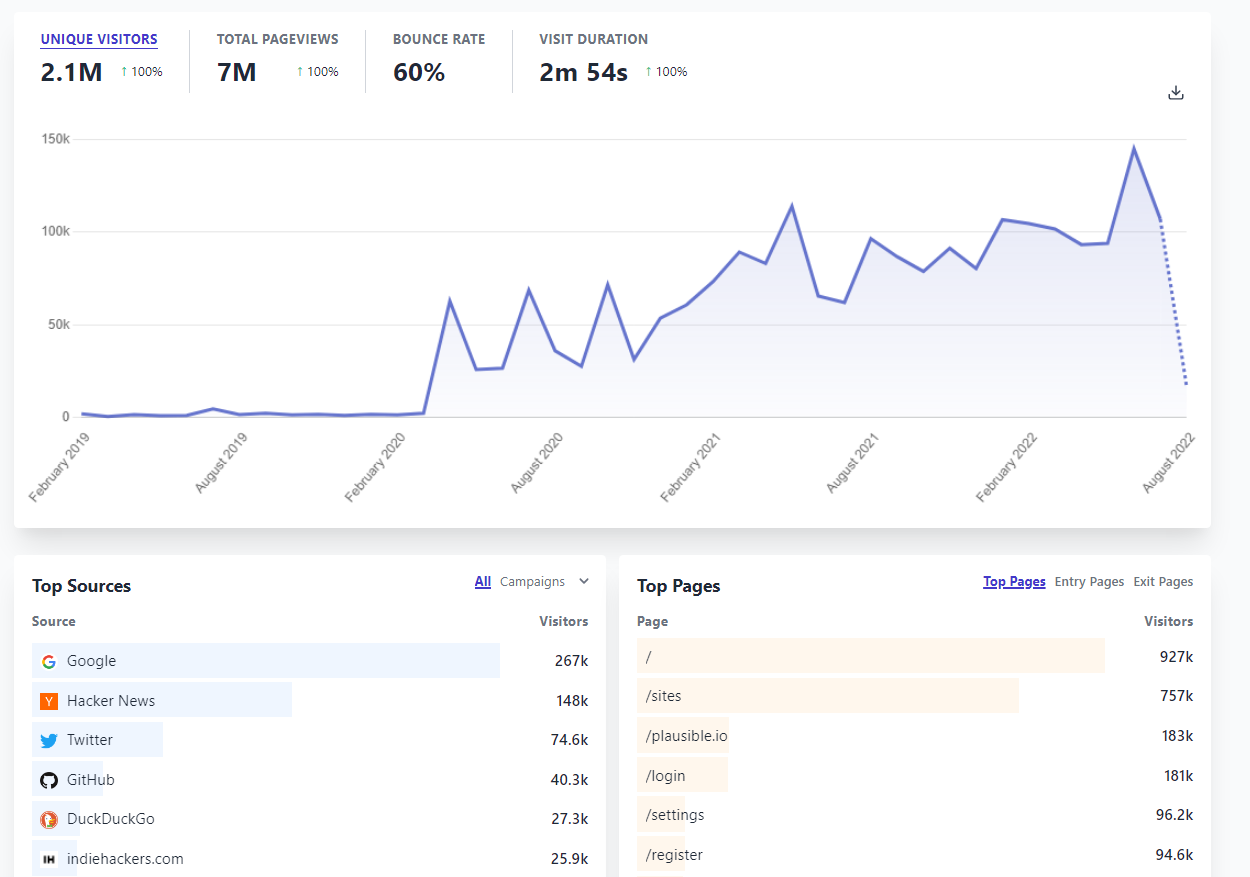 UNIQUE VISITORS TOTAL PAGEVIEWS BOUNCE RATE VISIT DURATION
2.1M ↑ 100% 7M ↑ 100% 60% 2m 54s ↑ 100%
150k
100k
50k
0
February 2019 August 2019 February 2020 August 2020 February 2021 August 2021 February 2022 August 2022
Top Sources All Campaigns
Source Visitors
Google 267k
Y Hacker News 148k
Twitter 74.6k
GitHub 40.3k
DuckDuckGo 27.3k
IH indiehackers.com 25.9k
Top Pages Top Pages Entry Pages Exit Pages
Page Visitors
/ 927k
/sites 757k
/plausible.io 183k
/login 181k
/settings 96.2k
/register 94.6k